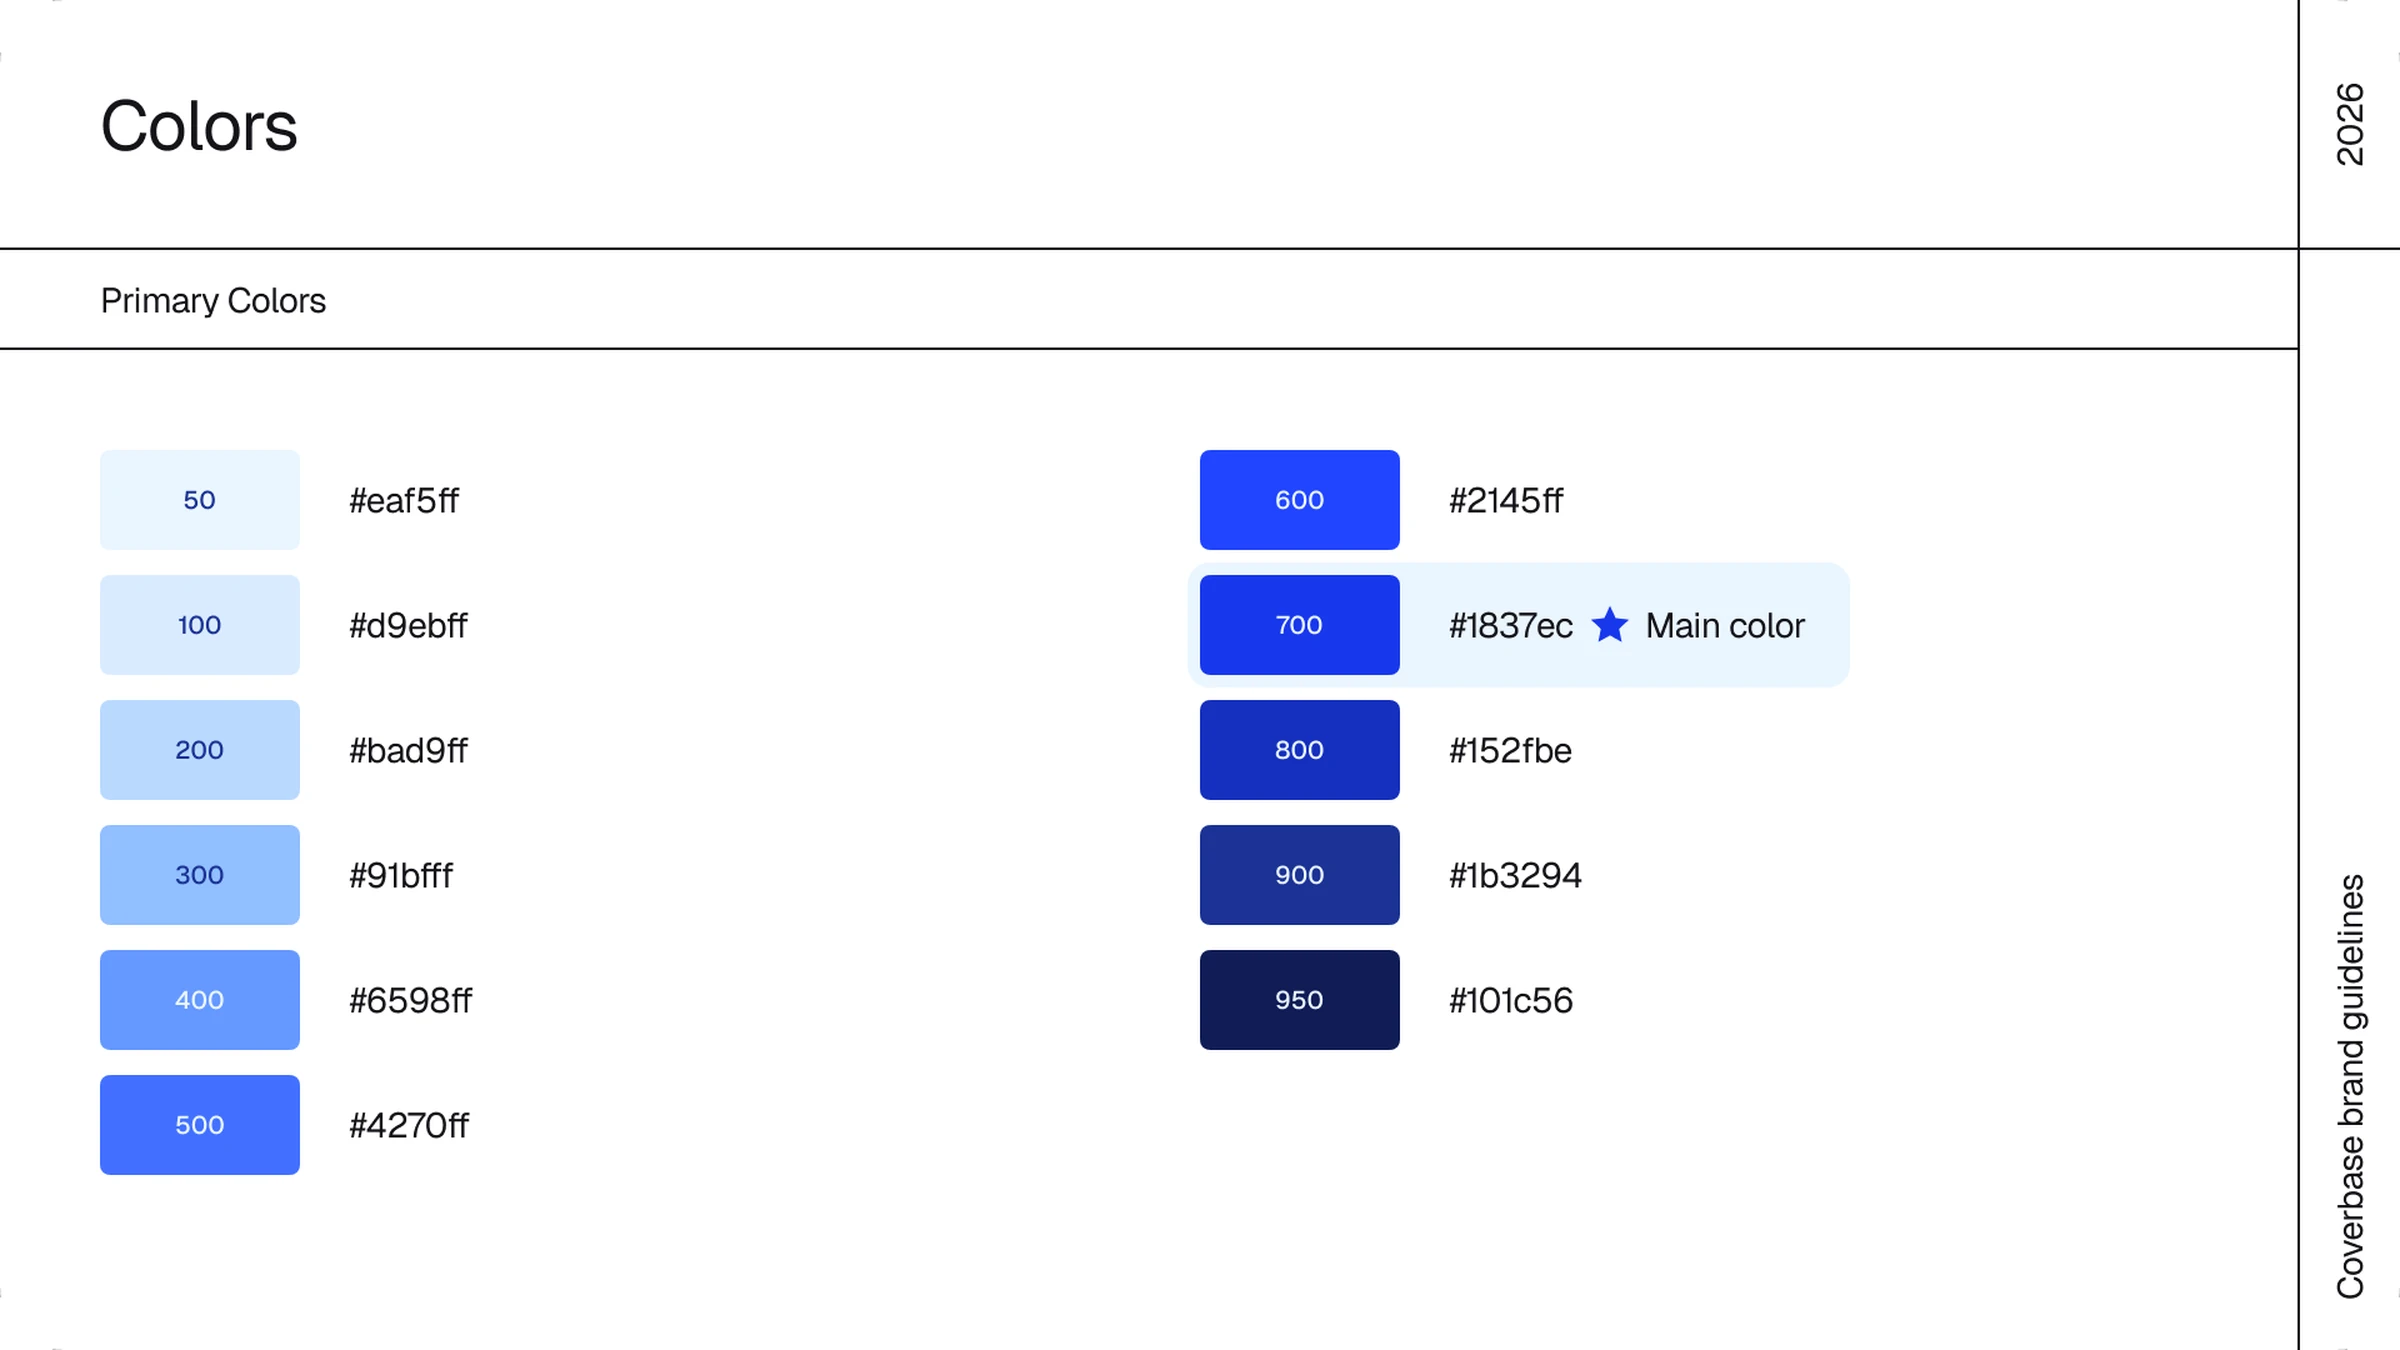 Colors
2026
Primary Colors
50 #eaf5ff
100 #d9ebff
200 #bad9ff
300 #91bfff
400 #6598ff
500 #4270ff
600 #2145ff
700 #1837ec Main color
800 #152fbe
900 #1b3294
950 #101c56
Coverbase brand guidelines